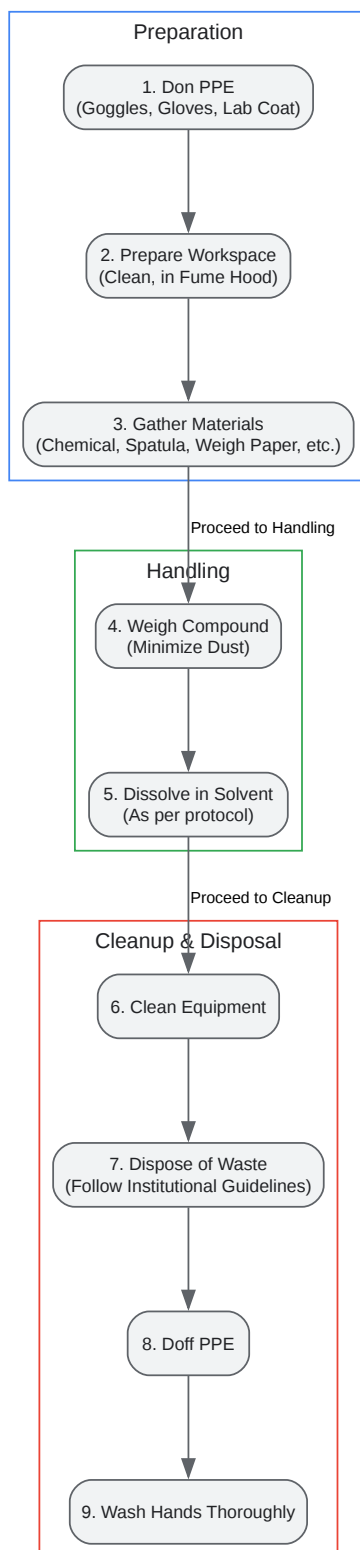 Preparation
1. Don PPE
(Goggles, Gloves, Lab Coat)
2. Prepare Workspace
(Clean, in Fume Hood)
3. Gather Materials
(Chemical, Spatula, Weigh Paper, etc.)
Proceed to Handling
Handling
4. Weigh Compound
(Minimize Dust)
5. Dissolve in Solvent
(As per protocol)
Proceed to Cleanup
Cleanup & Disposal
6. Clean Equipment
7. Dispose of Waste
(Follow Institutional Guidelines)
8. Doff PPE
9. Wash Hands Thoroughly